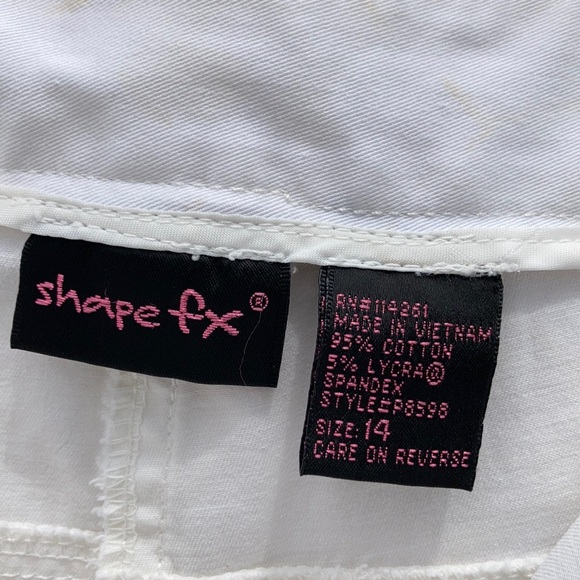 shape fx®
RN#114261
MADE IN VIETNAM
95% COTTON
5% LYCRA®
SPANDEX
STYLE#P8598
SIZE: 14
CARE ON REVERSE